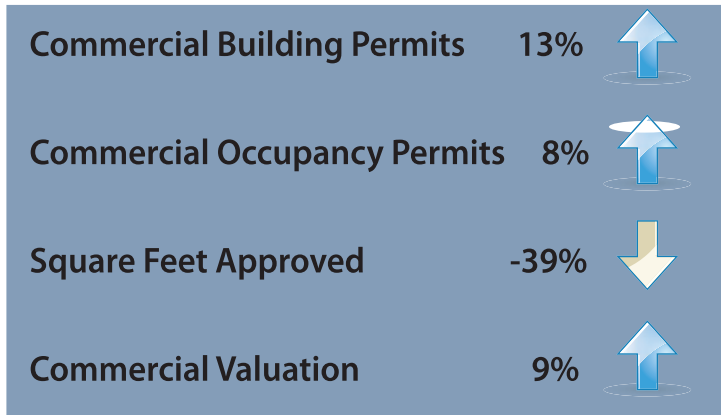 Commercial Building Permits 13%
Commercial Occupancy Permits 8%
Square Feet Approved -39%
Commercial Valuation 9%